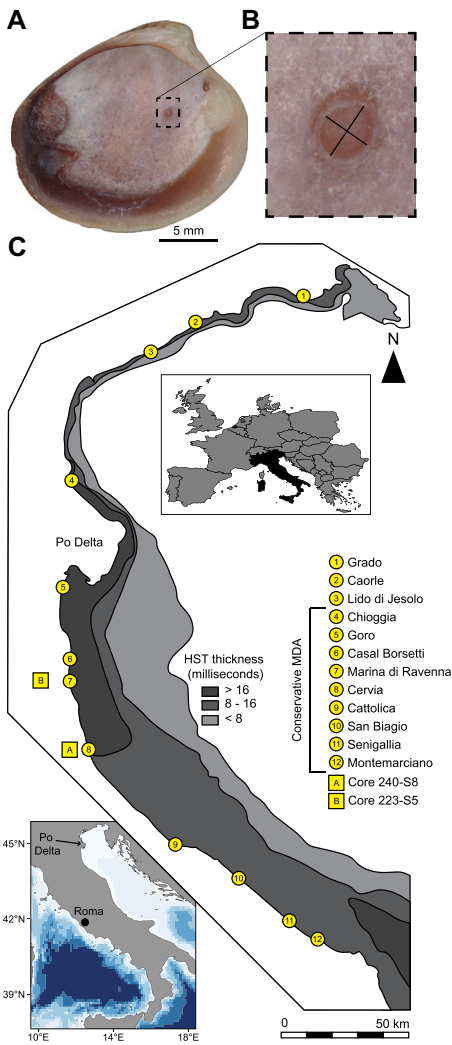 A
B
5 mm
C
1
2
3
N
4
Po Delta
5
6
B
7
A
8
9
10
11
12
HST thickness
(milliseconds)
> 16
8 - 16
< 8
Conservative MDA
1 Grado
2 Caorle
3 Lido di Jesolo
4 Chioggia
5 Goro
6 Casal Borsetti
7 Marina di Ravenna
8 Cervia
9 Cattolica
10 San Biagio
11 Senigallia
12 Montemarciano
A Core 240-S8
B Core 223-S5
45°N
Po
Delta
Roma
42°N
39°N
10°E 14°E 18°E
0 50 km